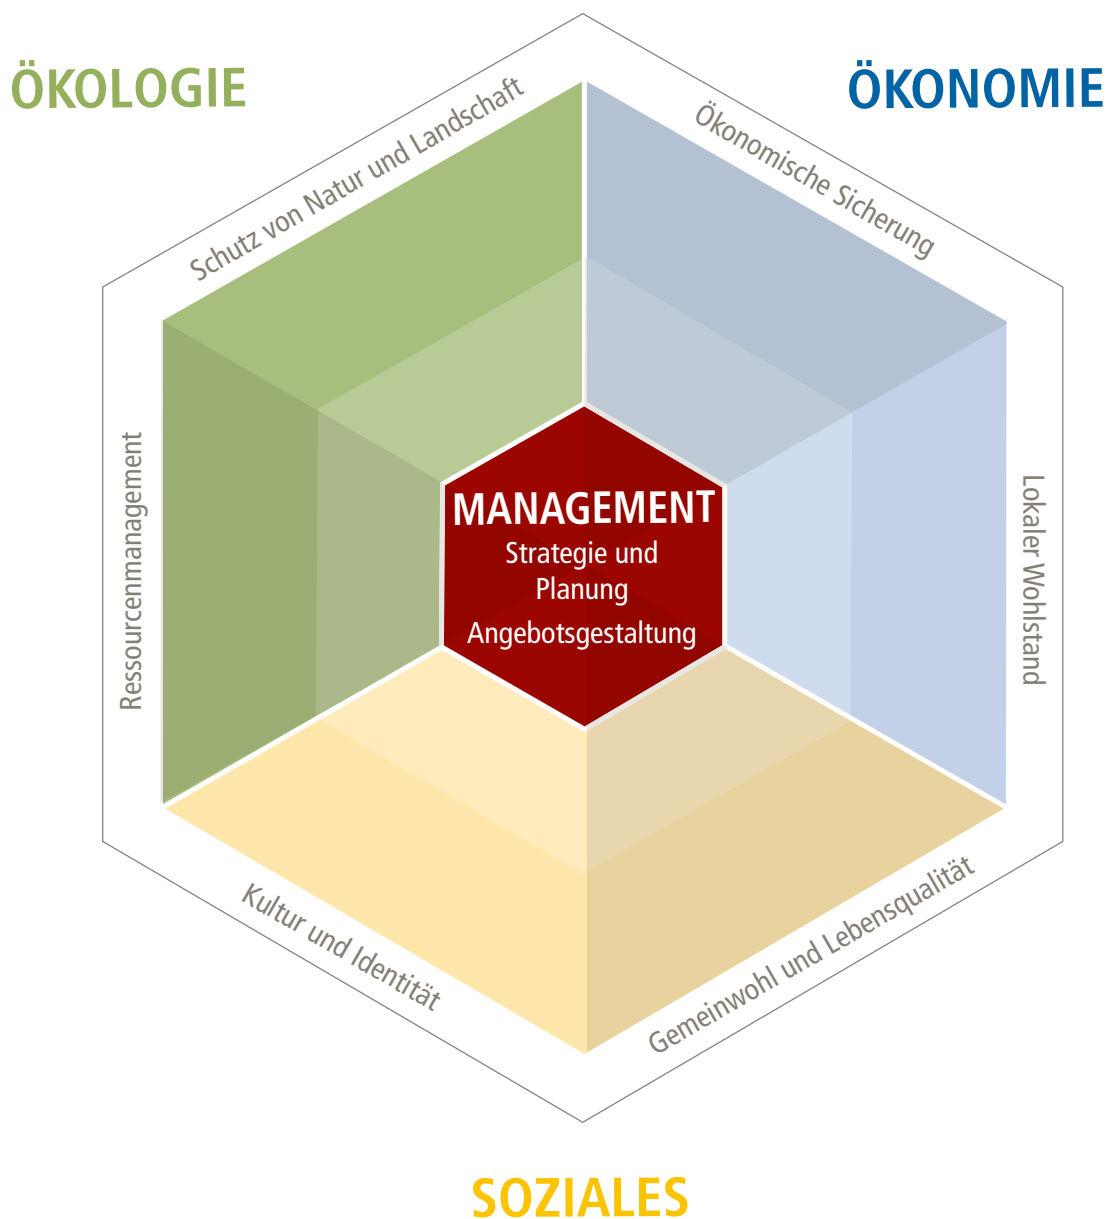 ÖKOLOGIE
ÖKONOMIE
Schutz von Natur und Landschaft
Ökonomische Sicherung
Ressourcenmanagement
Lokaler Wohlstand
MANAGEMENT
Strategie und
Planung
Angebotsgestaltung
Kultur und Identität
Gemeinwohl und Lebensqualität
SOZIALES